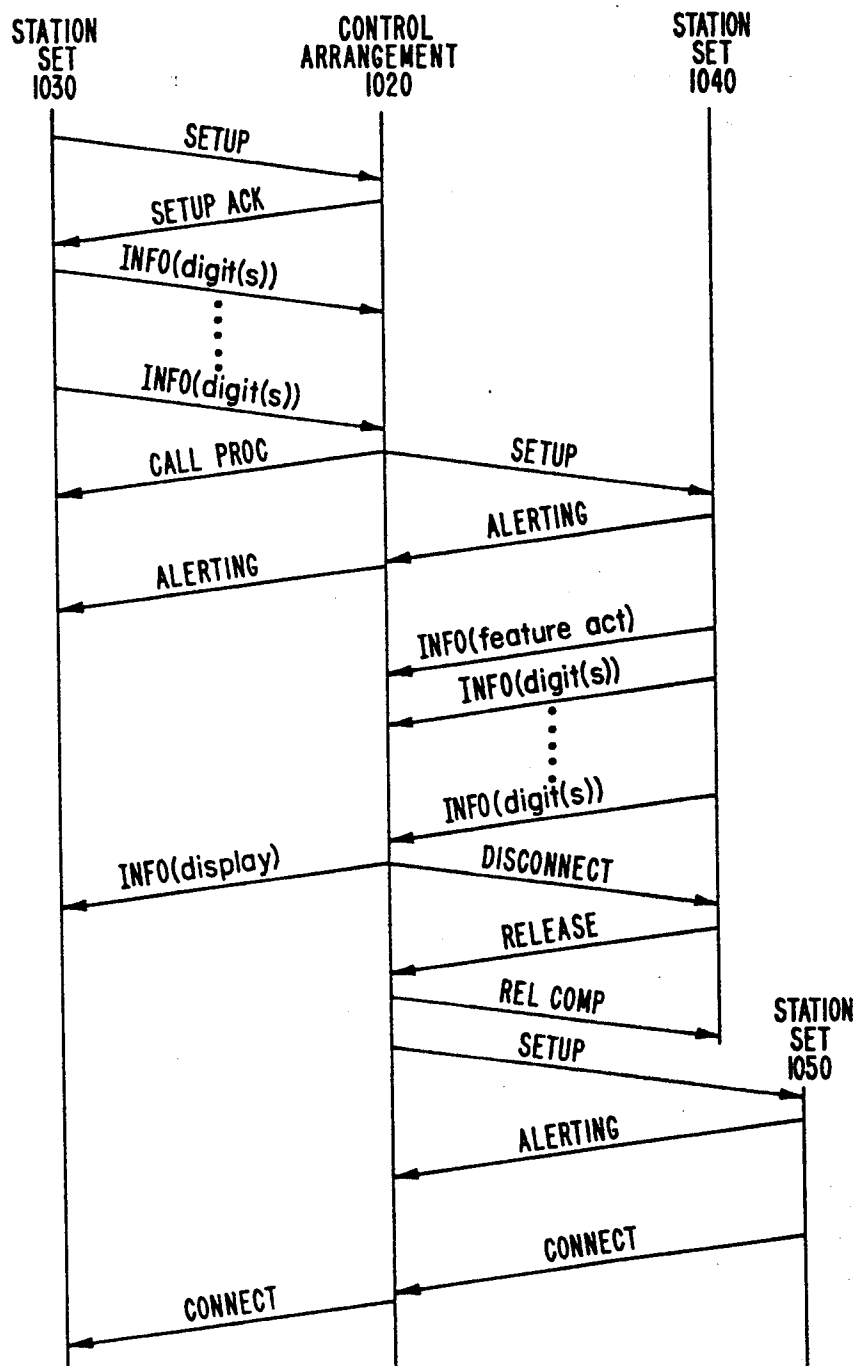 STATION
SET
1030
CONTROL
ARRANGEMENT
1020
STATION
SET
1040
SETUP
SETUP ACK
INFO(digit(s))
INFO(digit(s))
CALL PROC
SETUP
ALERTING
ALERTING
INFO(feature act)
INFO(digit(s))
INFO(digit(s))
INFO(display)
DISCONNECT
RELEASE
REL COMP
STATION
SET
1050
SETUP
ALERTING
CONNECT
CONNECT